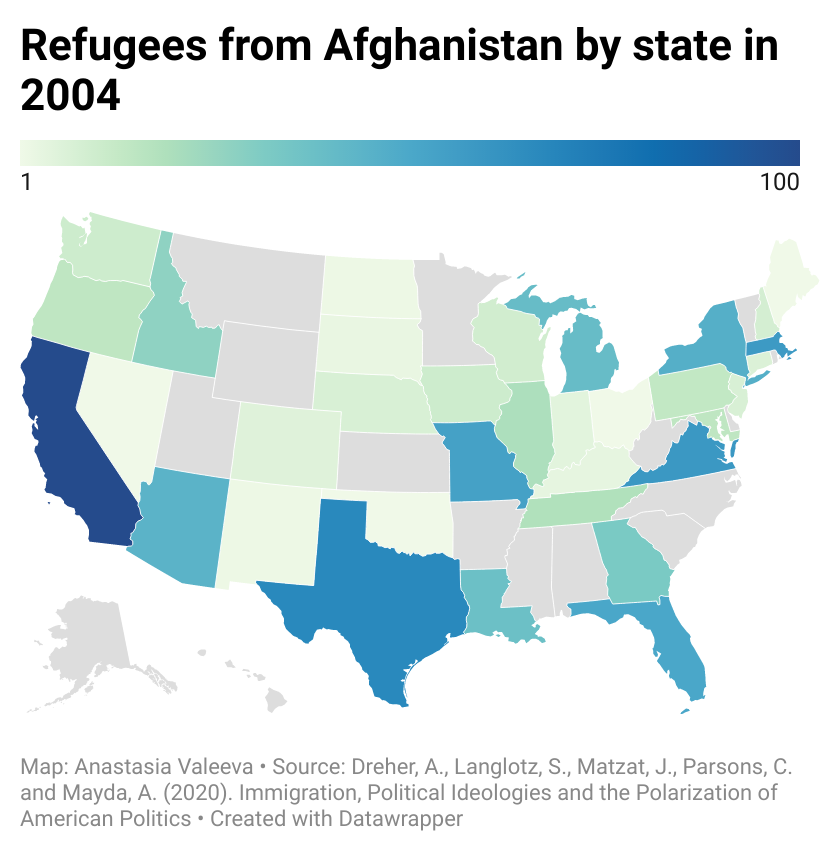 Refugees from Afghanistan by state in
2004
1
100
Map: Anastasia Valeeva • Source: Dreher, A., Langlotz, S., Matzat, J., Parsons, C.
and Mayda, A. (2020). Immigration, Political Ideologies and the Polarization of
American Politics • Created with Datawrapper